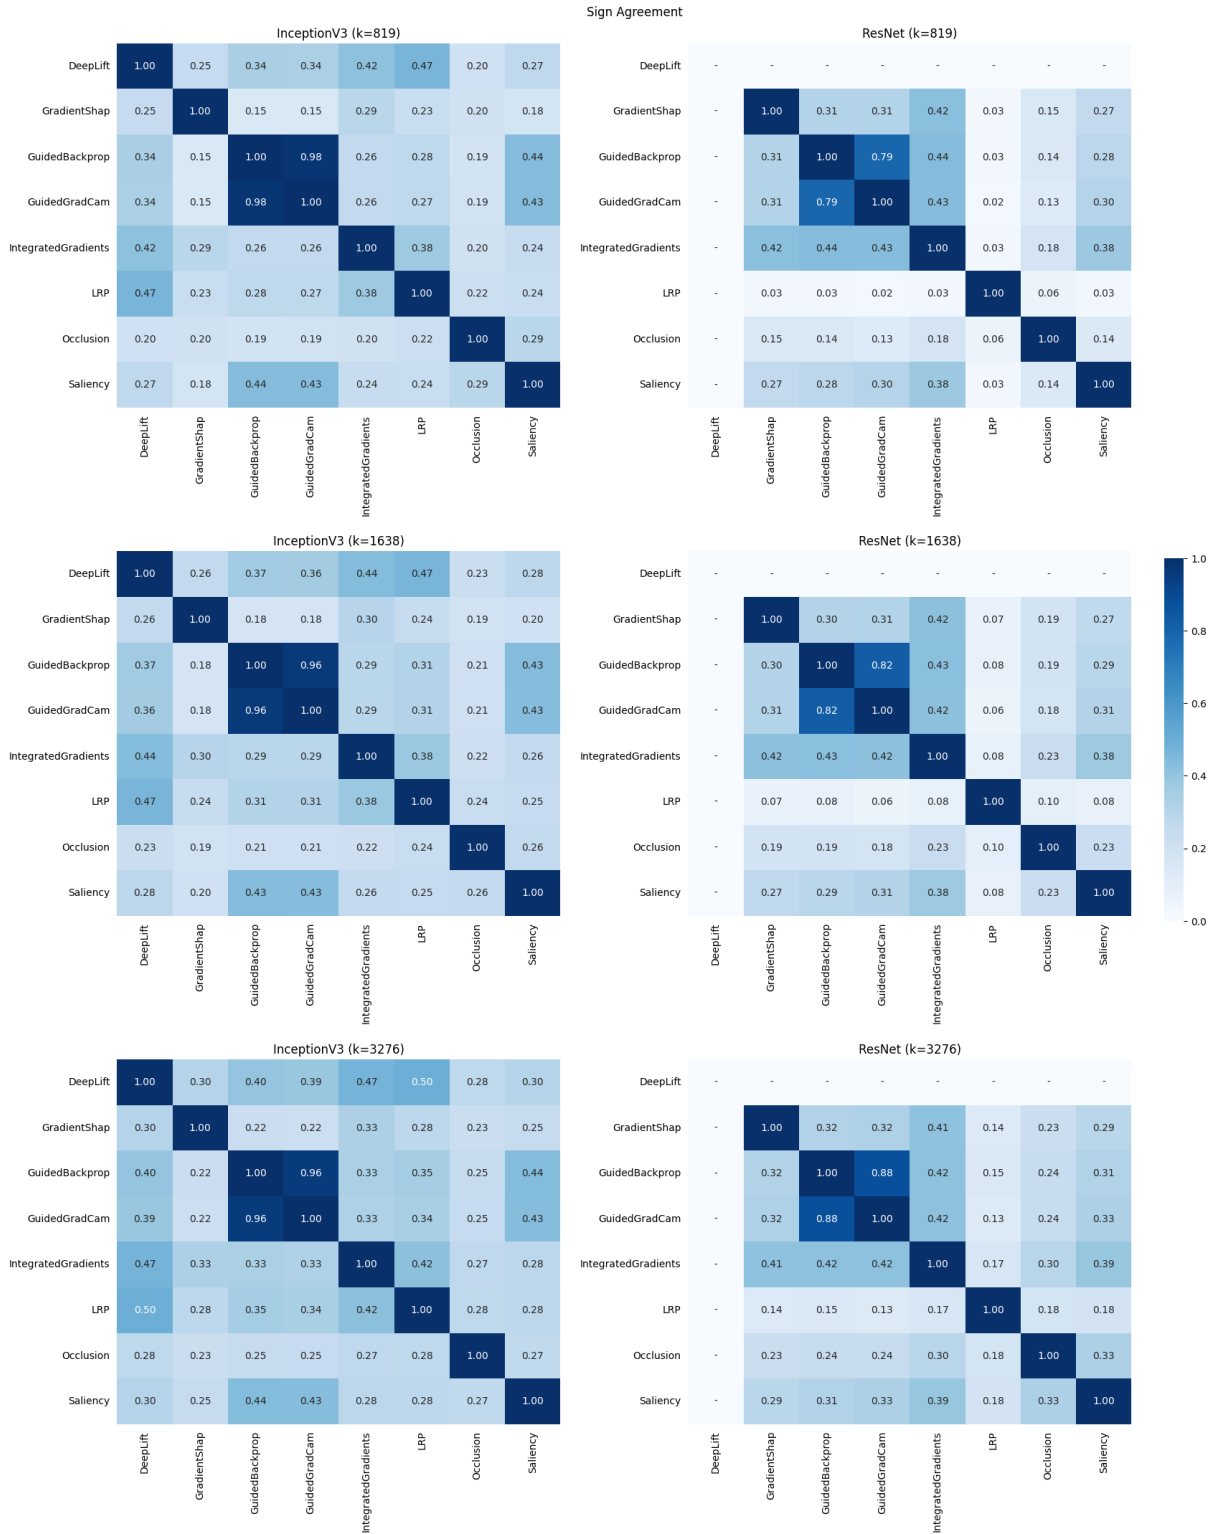 Sign Agreement
InceptionV3 (k=819)
DeepLift 1.00 0.25 0.34 0.34 0.42 0.47 0.20 0.27
GradientShap 0.25 1.00 0.15 0.15 0.29 0.23 0.20 0.18
GuidedBackprop 0.34 0.15 1.00 0.98 0.26 0.28 0.19 0.44
GuidedGradCam 0.34 0.15 0.98 1.00 0.26 0.27 0.19 0.43
IntegratedGradients 0.42 0.29 0.26 0.26 1.00 0.38 0.20 0.24
LRP 0.47 0.23 0.28 0.27 0.38 1.00 0.22 0.24
Occlusion 0.20 0.20 0.19 0.19 0.20 0.22 1.00 0.29
Saliency 0.27 0.18 0.44 0.43 0.24 0.24 0.29 1.00
DeepLift GradientShap GuidedBackprop GuidedGradCam IntegratedGradients LRP Occlusion Saliency
ResNet (k=819)
DeepLift - - - - - - - -
GradientShap - 1.00 0.31 0.31 0.42 0.03 0.15 0.27
GuidedBackprop - 0.31 1.00 0.79 0.44 0.03 0.14 0.28
GuidedGradCam - 0.31 0.79 1.00 0.43 0.02 0.13 0.30
IntegratedGradients - 0.42 0.44 0.43 1.00 0.03 0.18 0.38
LRP - 0.03 0.03 0.02 0.03 1.00 0.06 0.03
Occlusion - 0.15 0.14 0.13 0.18 0.06 1.00 0.14
Saliency - 0.27 0.28 0.30 0.38 0.03 0.14 1.00
DeepLift GradientShap GuidedBackprop GuidedGradCam IntegratedGradients LRP Occlusion Saliency
InceptionV3 (k=1638)
DeepLift 1.00 0.26 0.37 0.36 0.44 0.47 0.23 0.28
GradientShap 0.26 1.00 0.18 0.18 0.30 0.24 0.19 0.20
GuidedBackprop 0.37 0.18 1.00 0.96 0.29 0.31 0.21 0.43
GuidedGradCam 0.36 0.18 0.96 1.00 0.29 0.31 0.21 0.43
IntegratedGradients 0.44 0.30 0.29 0.29 1.00 0.38 0.22 0.26
LRP 0.47 0.24 0.31 0.31 0.38 1.00 0.24 0.25
Occlusion 0.23 0.19 0.21 0.21 0.22 0.24 1.00 0.26
Saliency 0.28 0.20 0.43 0.43 0.26 0.25 0.26 1.00
DeepLift GradientShap GuidedBackprop GuidedGradCam IntegratedGradients LRP Occlusion Saliency
ResNet (k=1638)
DeepLift - - - - - - - -
GradientShap - 1.00 0.30 0.31 0.42 0.07 0.19 0.27
GuidedBackprop - 0.30 1.00 0.82 0.43 0.08 0.19 0.29
GuidedGradCam - 0.31 0.82 1.00 0.42 0.06 0.18 0.31
IntegratedGradients - 0.42 0.43 0.42 1.00 0.08 0.23 0.38
LRP - 0.07 0.08 0.06 0.08 1.00 0.10 0.08
Occlusion - 0.19 0.19 0.18 0.23 0.10 1.00 0.23
Saliency - 0.27 0.29 0.31 0.38 0.08 0.23 1.00
DeepLift GradientShap GuidedBackprop GuidedGradCam IntegratedGradients LRP Occlusion Saliency
1.0
0.8
0.6
0.4
0.2
0.0
InceptionV3 (k=3276)
DeepLift 1.00 0.30 0.40 0.39 0.47 0.50 0.28 0.30
GradientShap 0.30 1.00 0.22 0.22 0.33 0.28 0.23 0.25
GuidedBackprop 0.40 0.22 1.00 0.96 0.33 0.35 0.25 0.44
GuidedGradCam 0.39 0.22 0.96 1.00 0.33 0.34 0.25 0.43
IntegratedGradients 0.47 0.33 0.33 0.33 1.00 0.42 0.27 0.28
LRP 0.50 0.28 0.35 0.34 0.42 1.00 0.28 0.28
Occlusion 0.28 0.23 0.25 0.25 0.27 0.28 1.00 0.27
Saliency 0.30 0.25 0.44 0.43 0.28 0.28 0.27 1.00
DeepLift GradientShap GuidedBackprop GuidedGradCam IntegratedGradients LRP Occlusion Saliency
ResNet (k=3276)
DeepLift - - - - - - - -
GradientShap - 1.00 0.32 0.32 0.41 0.14 0.23 0.29
GuidedBackprop - 0.32 1.00 0.88 0.42 0.15 0.24 0.31
GuidedGradCam - 0.32 0.88 1.00 0.42 0.13 0.24 0.33
IntegratedGradients - 0.41 0.42 0.42 1.00 0.17 0.30 0.39
LRP - 0.14 0.15 0.13 0.17 1.00 0.18 0.18
Occlusion - 0.23 0.24 0.24 0.30 0.18 1.00 0.33
Saliency - 0.29 0.31 0.33 0.39 0.18 0.33 1.00
DeepLift GradientShap GuidedBackprop GuidedGradCam IntegratedGradients LRP Occlusion Saliency